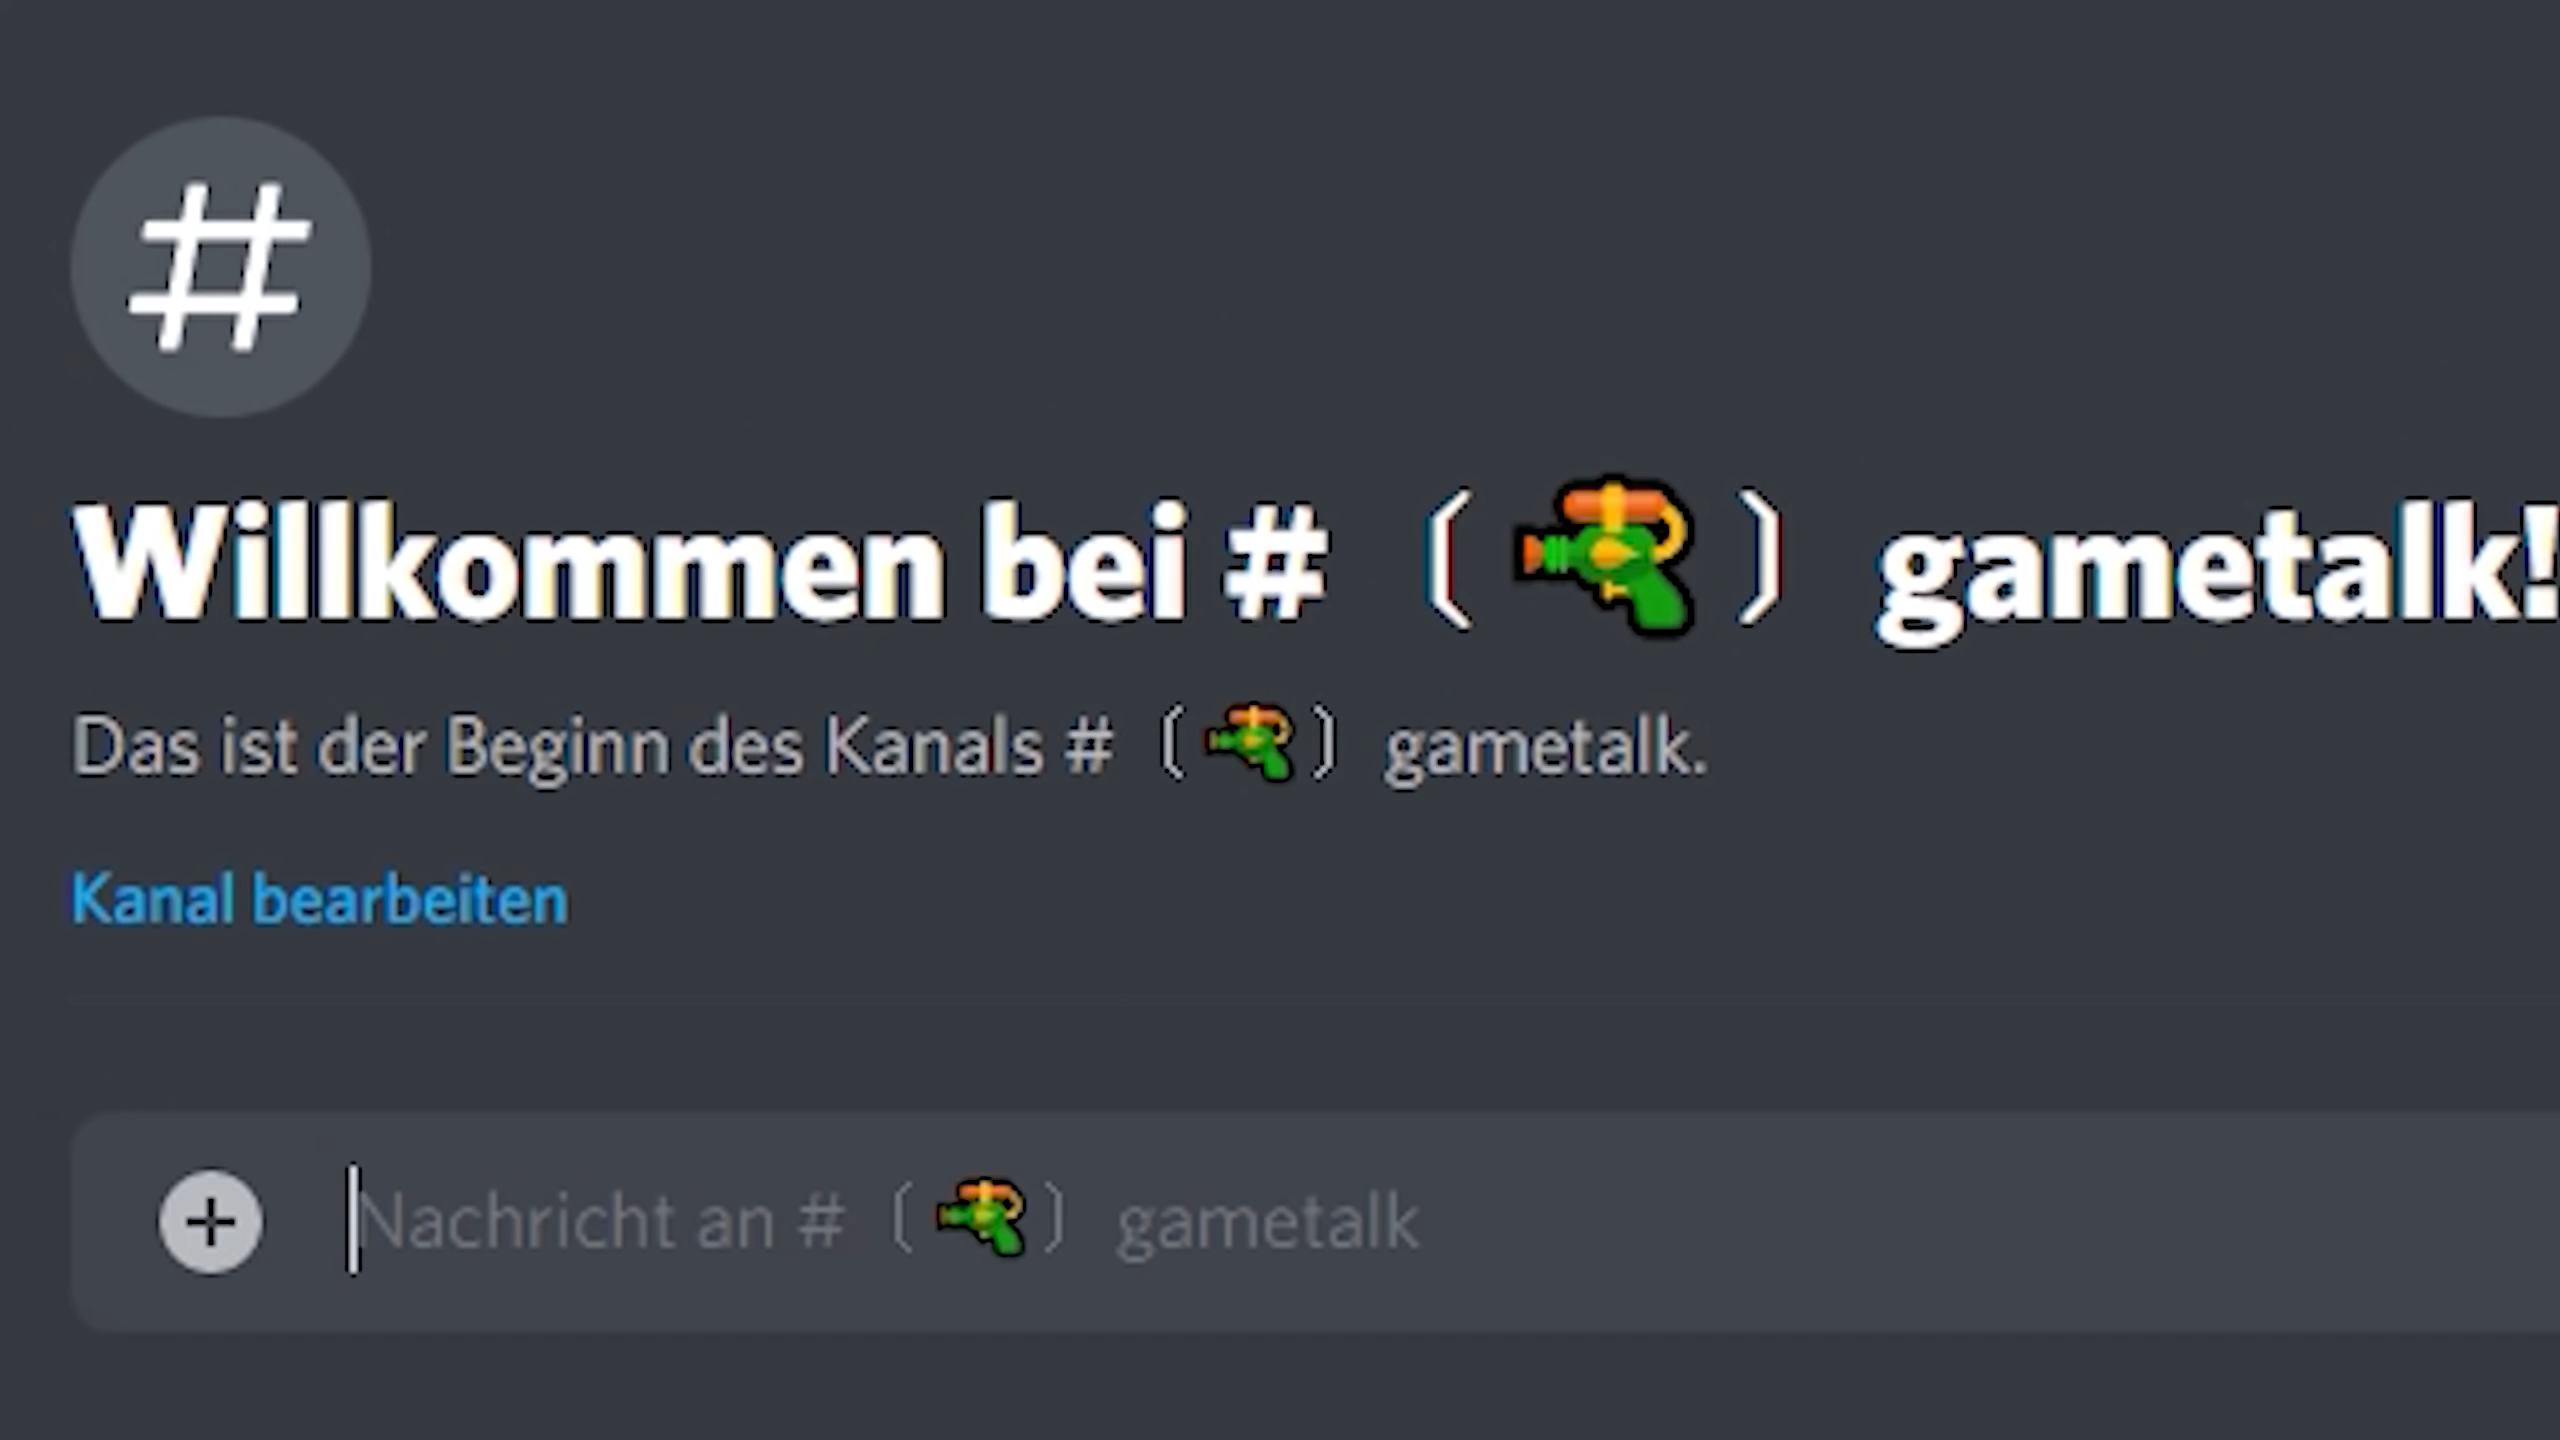 #
Willkommen bei # 〔🔫〕 gametalk!
Das ist der Beginn des Kanals # 〔🔫〕 gametalk.
Kanal bearbeiten
Nachricht an # 〔🔫〕 gametalk